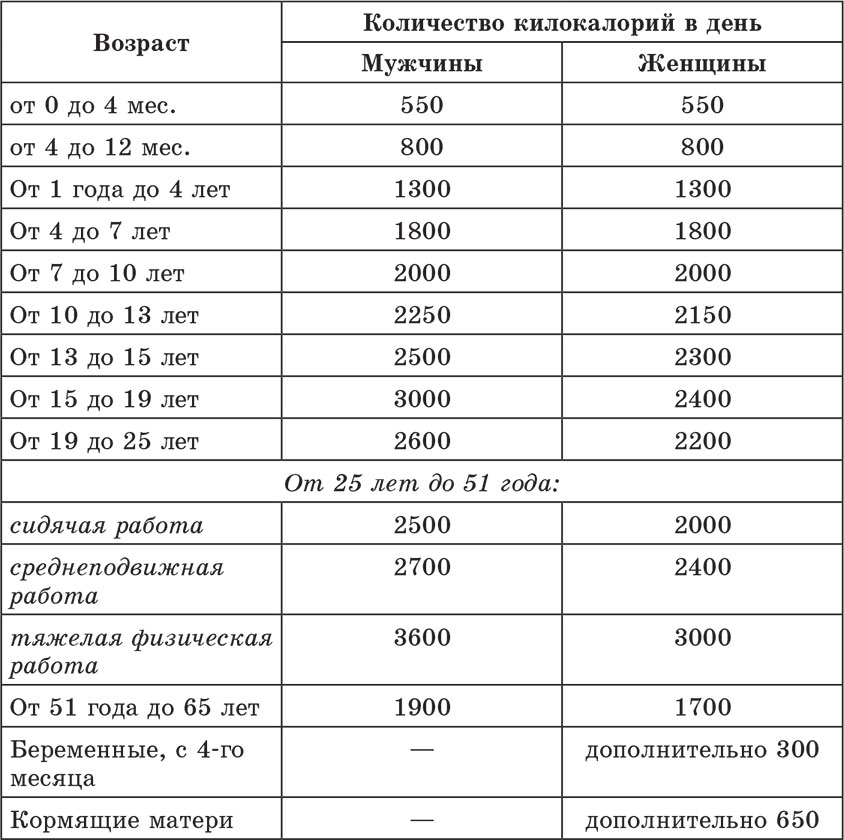 Возраст
Количество килокалорий в день
Мужчины Женщины
от 0 до 4 мес. 550 550
от 4 до 12 мес. 800 800
От 1 года до 4 лет 1300 1300
От 4 до 7 лет 1800 1800
От 7 до 10 лет 2000 2000
От 10 до 13 лет 2250 2150
От 13 до 15 лет 2500 2300
От 15 до 19 лет 3000 2400
От 19 до 25 лет 2600 2200
От 25 лет до 51 года:
сидячая работа 2500 2000
среднеподвижная 2700 2400
работа
тяжелая физическая 3600 3000
работа
От 51 года до 65 лет 1900 1700
Беременные, с 4-го — дополнительно 300
месяца
Кормящие матери — дополнительно 650